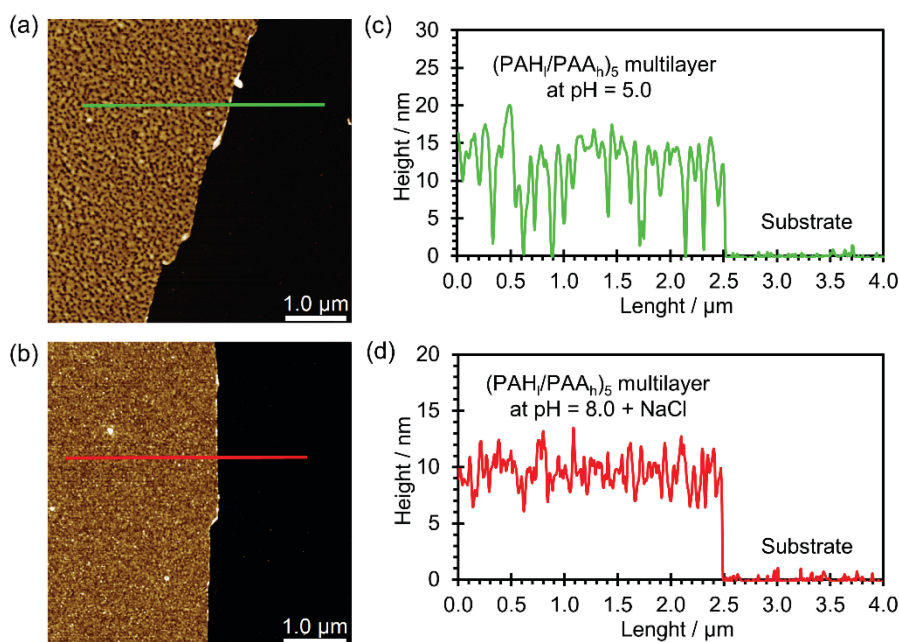 (a)
1.0 µm
(c)
Height / nm
30
25
20
15
10
5
0
(PAHₗ/PAAₕ)₅ multilayer
at pH = 5.0
Substrate
0.0 0.5 1.0 1.5 2.0 2.5 3.0 3.5 4.0
Lenght / µm
(b)
1.0 µm
(d)
Height / nm
20
15
10
5
0
(PAHₗ/PAAₕ)₅ multilayer
at pH = 8.0 + NaCl
Substrate
0.0 0.5 1.0 1.5 2.0 2.5 3.0 3.5 4.0
Lenght / µm